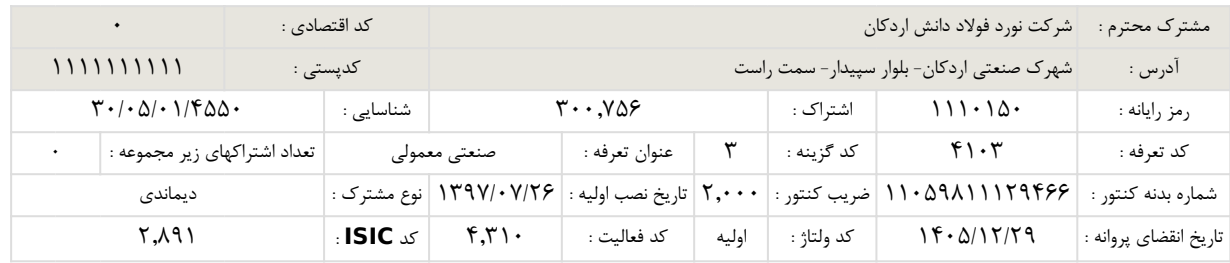 مشترک محترم : شرکت نورد فولاد دانش اردکان کد اقتصادی : ۰
آدرس : شهرک صنعتی اردکان- بلوار سپیدار- سمت راست کدپستی : ۱۱۱۱۱۱۱۱۱۱
رمز رایانه : ۱۱۱۰۱۵۰ اشتراک : ۳۰۰,۷۵۶ شناسایی : ۳۰/۰۵/۰۱/۴۵۵۰
کد تعرفه : ۴۱۰۳ کد گزینه : ۳ عنوان تعرفه : صنعتی معمولی تعداد اشتراکهای زیر مجموعه : ۰
شماره بدنه کنتور : ۱۱۰۵۹۸۱۱۱۲۹۴۶۶ ضریب کنتور : ۲,۰۰۰ تاریخ نصب اولیه : ۱۳۹۷/۰۷/۲۶ نوع مشترک : دیماندی
تاریخ انقضای پروانه : ۱۴۰۵/۱۲/۲۹ کد ولتاژ : اولیه کد فعالیت : ۴,۳۱۰ کد ISIC : ۲,۸۹۱